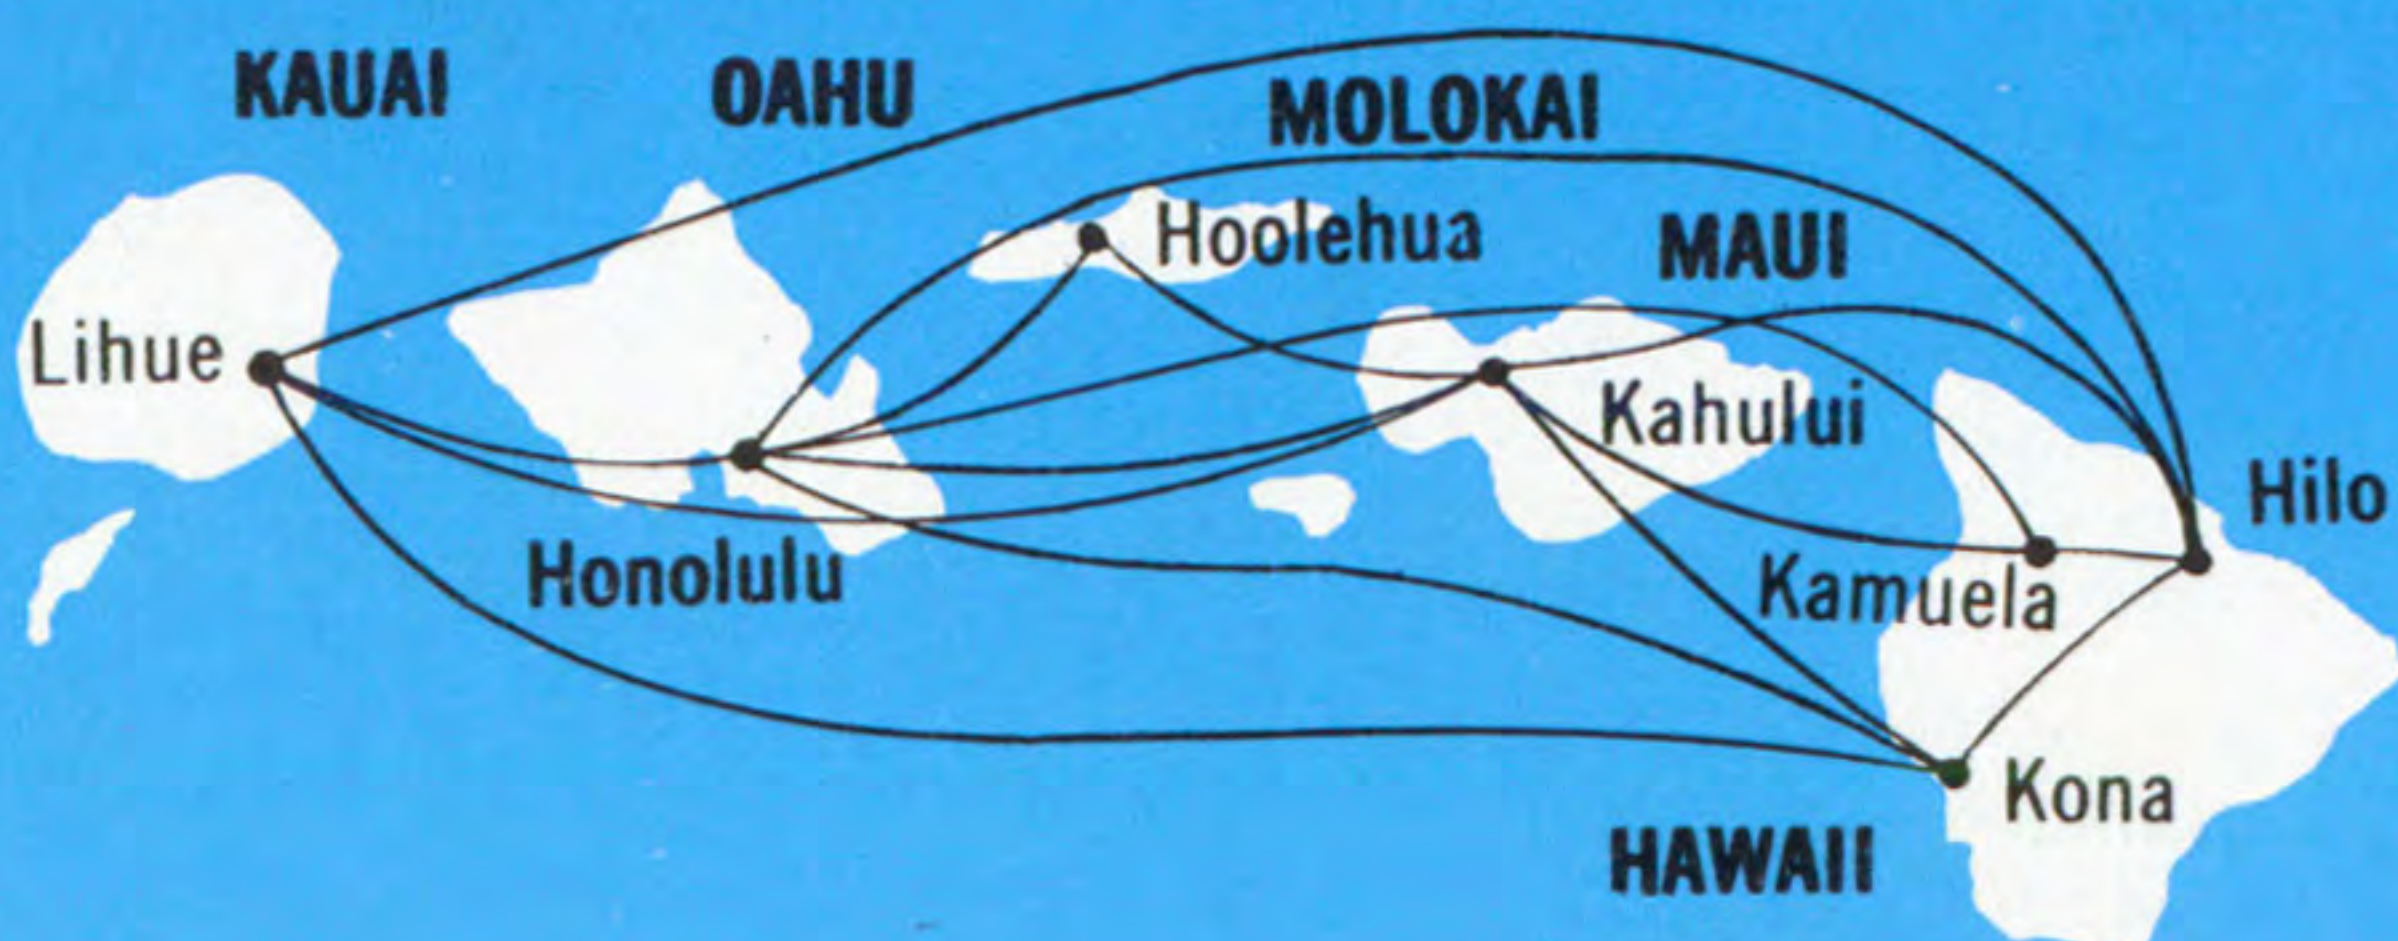 KAUAI
OAHU
MOLOKAI
Hoolehua
MAUI
Lihue
Kahului
Hilo
Honolulu
Kamuela
Kona
HAWAII